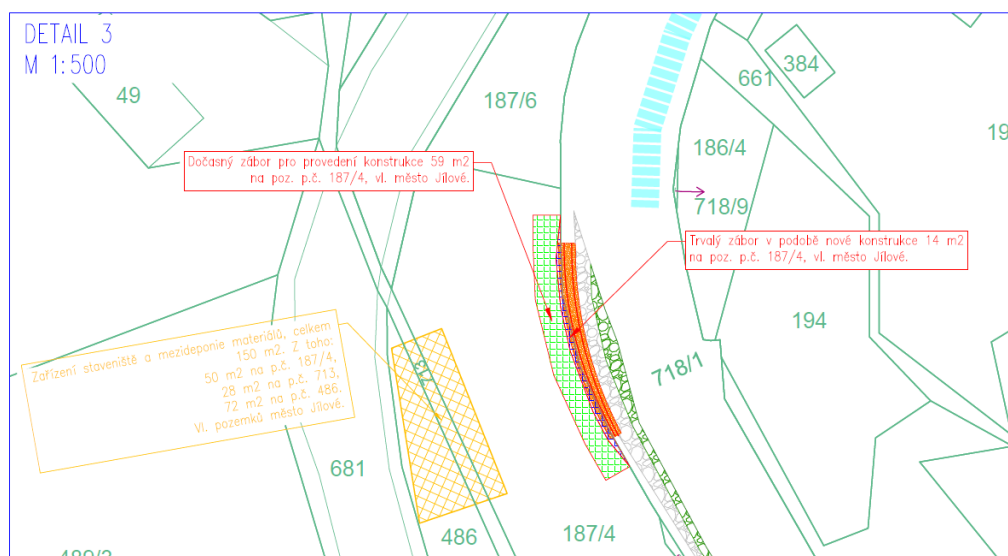 DETAIL 3
M 1:500
49
187/6
661
384
19
186/4
Dočasný zábor pro provedení konstrukce 59 m2
na poz. p.č. 187/4, vl. město Jílové.
718/9
Trvalý zábor v podobě nové konstrukce 14 m2
na poz. p.č. 187/4, vl. město Jílové.
194
Zařízení staveniště a mezideponie materiálů, celkem
150 m2. Z toho:
50 m2 na p.č. 187/4,
28 m2 na p.č. 713,
72 m2 na p.č. 486.
Vl. pozemků město Jílové.
713
718/1
681
486
187/4